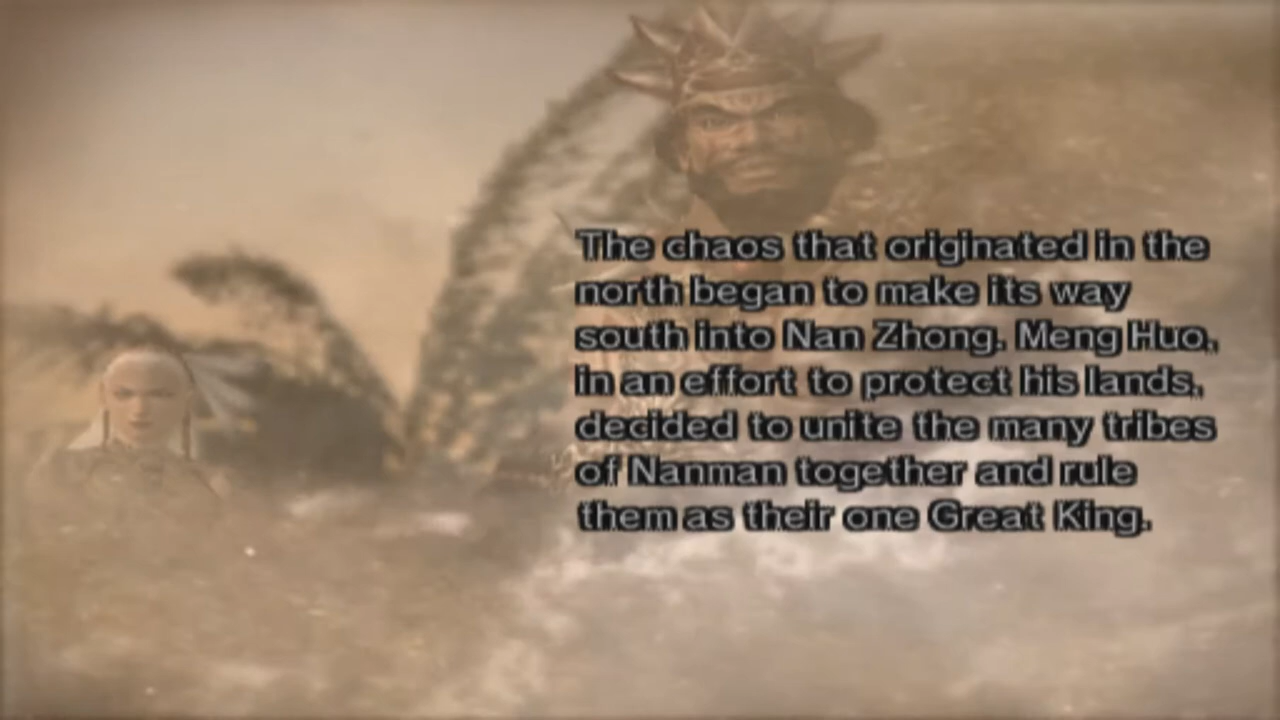 The chaos that originated in the
north began to make its way
south into Nan Zhong. Meng Huo,
in an effort to protect his lands,
decided to unite the many tribes
of Nanman together and rule
them as their one Great King.